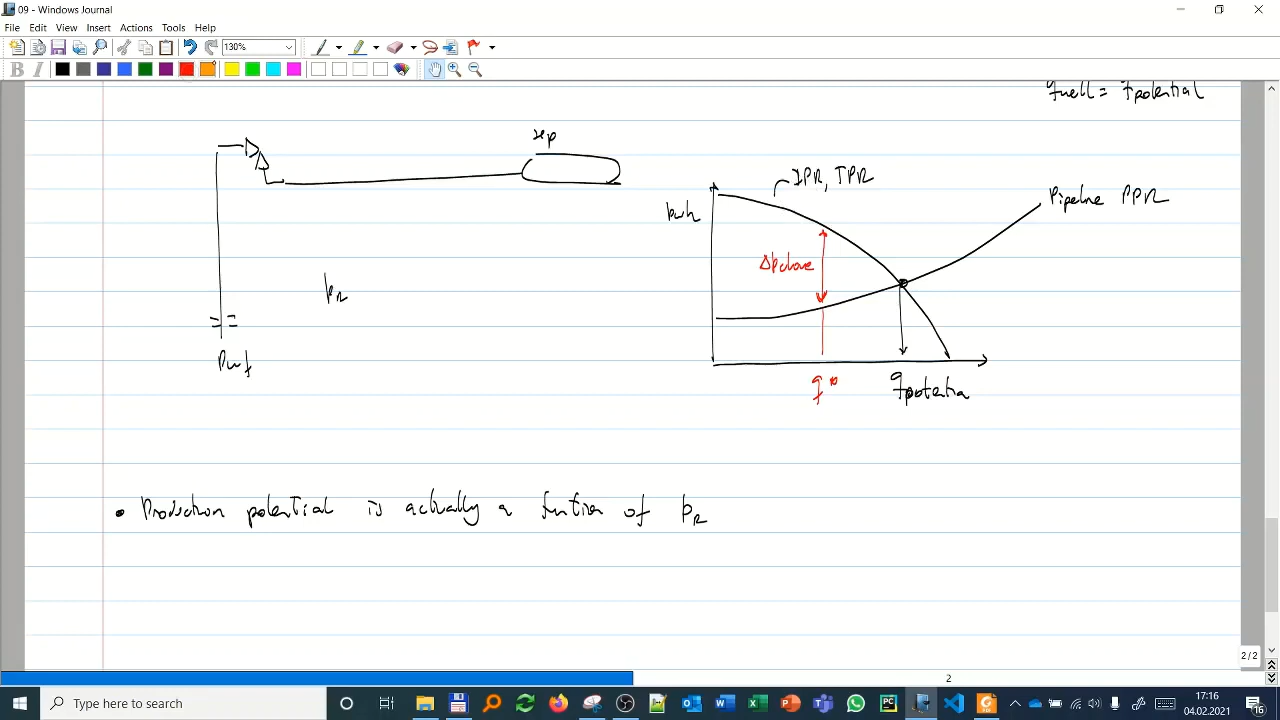 09 - Windows Journal
File Edit View Insert Actions Tools Help
130%
B I
qwell = qpotential
sep
IPR, TPR
Pipeline PPR
pwh
Δpchoke
pR
Pwf
q*
qpotential
• Production potential is actually a function of pR
2 / 2
2
Type here to search
17:16
04.02.2021
16